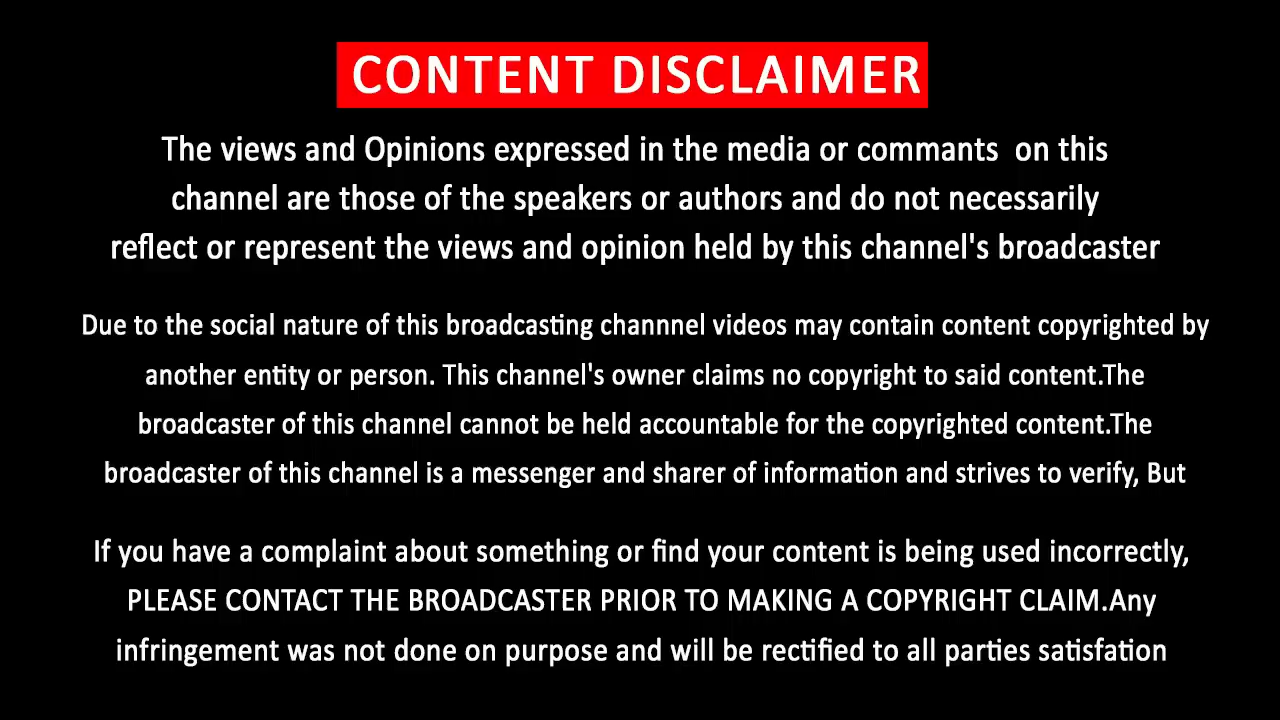 CONTENT DISCLAIMER
The views and Opinions expressed in the media or commants on this
channel are those of the speakers or authors and do not necessarily
reflect or represent the views and opinion held by this channel's broadcaster
Due to the social nature of this broadcasting channnel videos may contain content copyrighted by
another entity or person. This channel's owner claims no copyright to said content.The
broadcaster of this channel cannot be held accountable for the copyrighted content.The
broadcaster of this channel is a messenger and sharer of information and strives to verify, But
If you have a complaint about something or find your content is being used incorrectly,
PLEASE CONTACT THE BROADCASTER PRIOR TO MAKING A COPYRIGHT CLAIM.Any
infringement was not done on purpose and will be rectified to all parties satisfation